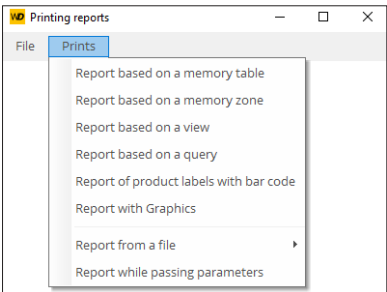 WD Printing reports
File Prints
Report based on a memory table
Report based on a memory zone
Report based on a view
Report based on a query
Report of product labels with bar code
Report with Graphics
Report from a file
Report while passing parameters